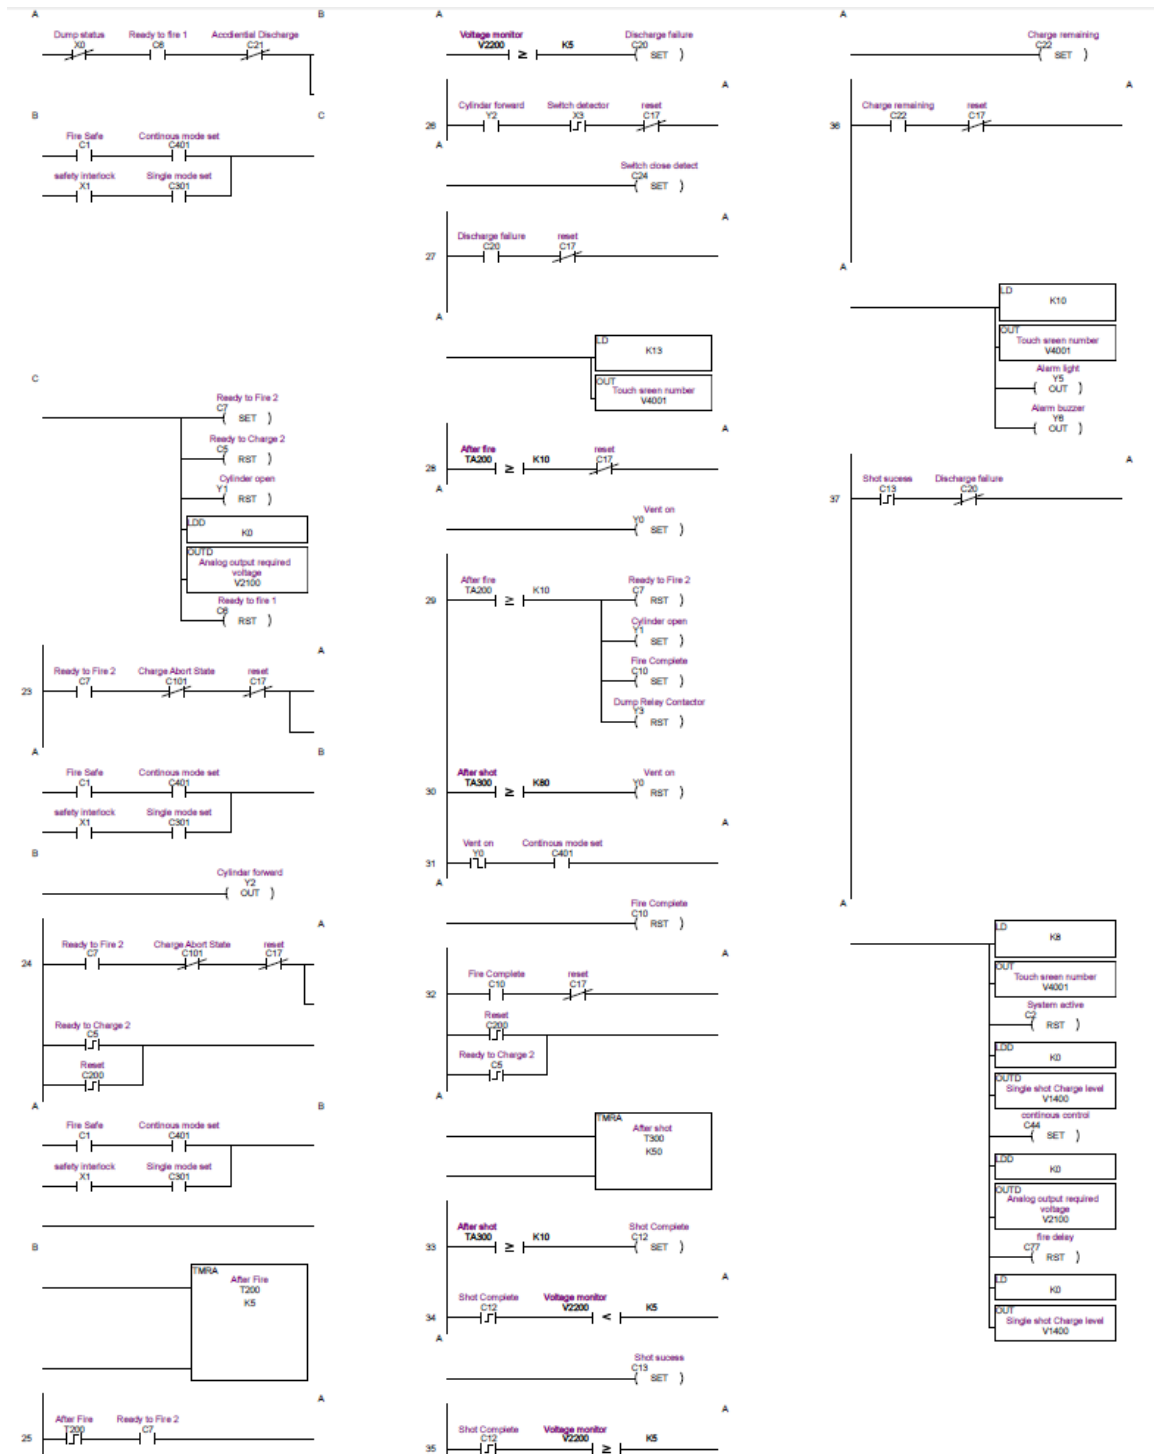 A
B
Dump status
X0
Ready to fire 1
C6
Accdiential Discharge
C21
B
C
Fire Safe
C1
Continous mode set
C401
safety interlock
X1
Single mode set
C301
C
Ready to Fire 2
C7
SET
Ready to Charge 2
C5
RST
Cylinder open
Y1
RST
LDD
K0
OUTD
Analog output required
voltage
V2100
Ready to fire 1
C6
RST
A
23
Ready to Fire 2
C7
Charge Abort State
C101
reset
C17
A
B
Fire Safe
C1
Continous mode set
C401
safety interlock
X1
Single mode set
C301
B
Cylindar forward
Y2
OUT
A
24
Ready to Fire 2
C7
Charge Abort State
C101
reset
C17
Ready to Charge 2
C5
Reset
C200
A
B
Fire Safe
C1
Continous mode set
C401
safety interlock
X1
Single mode set
C301
B
TMRA
After Fire
T200
K5
A
25
After Fire
T200
Ready to Fire 2
C7
A
Voltage monitor
V2200
≥
K5
Discharge failure
C20
SET
A
26
Cylinder forward
Y2
Switch detector
X3
reset
C17
A
Switch close detect
C24
SET
A
27
Discharge failure
C20
reset
C17
A
LD
K13
OUT
Touch sreen number
V4001
A
28
After fire
TA200
≥
K10
reset
C17
A
Vent on
Y0
SET
29
After fire
TA200
≥
K10
Ready to Fire 2
C7
RST
Cylinder open
Y1
SET
Fire Complete
C10
SET
Dump Relay Contactor
Y3
RST
30
After shot
TA300
≥
K80
Vent on
Y0
RST
A
31
Vent on
Y0
Continous mode set
C401
A
Fire Complete
C10
RST
A
32
Fire Complete
C10
reset
C17
Reset
C200
Ready to Charge 2
C5
A
TMRA
After shot
T300
K50
33
After shot
TA300
≥
K10
Shot Complete
C12
SET
A
34
Shot Complete
C12
Voltage monitor
V2200
<
K5
A
Shot sucess
C13
SET
A
35
Shot Complete
C12
Voltage monitor
V2200
≥
K5
A
Charge remaining
C22
SET
A
36
Charge remaining
C22
reset
C17
A
LD
K10
OUT
Touch sreen number
V4001
Alarm light
Y5
OUT
Alarm buzzer
Y6
OUT
A
37
Shot sucess
C13
Discharge failure
C20
A
LD
K8
OUT
Touch sreen number
V4001
System active
C2
RST
LDD
K0
OUTD
Single shot Charge level
V1400
continous control
C44
SET
LDD
K0
OUTD
Analog output required
voltage
V2100
fire delay
C77
RST
LD
K0
OUT
Single shot Charge level
V1400